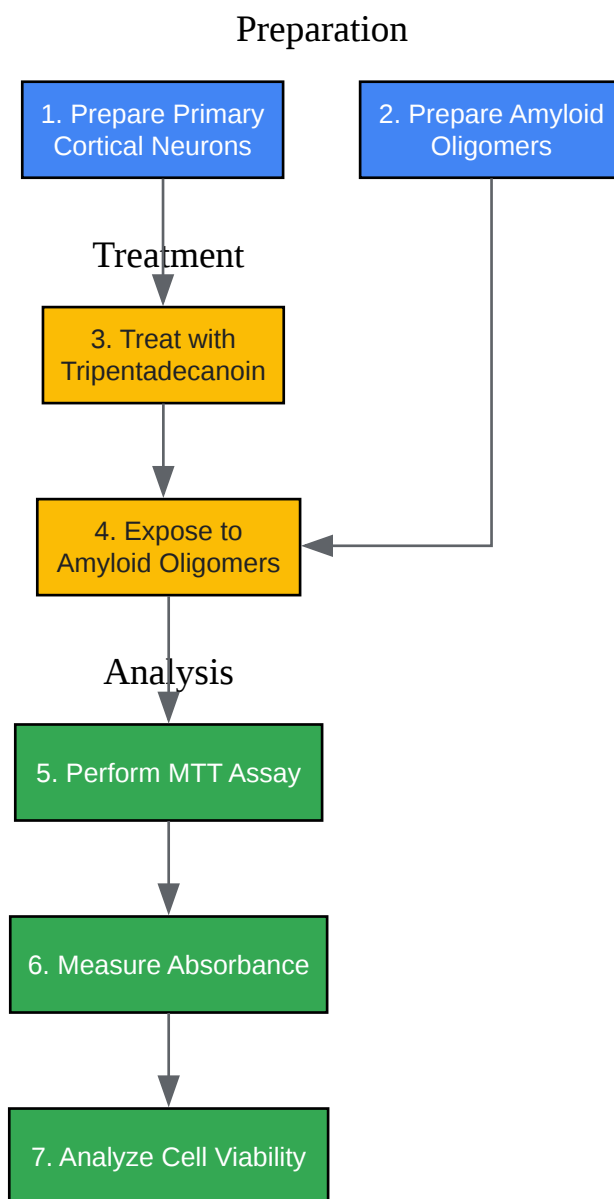 Preparation
1. Prepare Primary
Cortical Neurons
2. Prepare Amyloid
Oligomers
Treatment
3. Treat with
Tripentadecanoin
4. Expose to
Amyloid Oligomers
Analysis
5. Perform MTT Assay
6. Measure Absorbance
7. Analyze Cell Viability